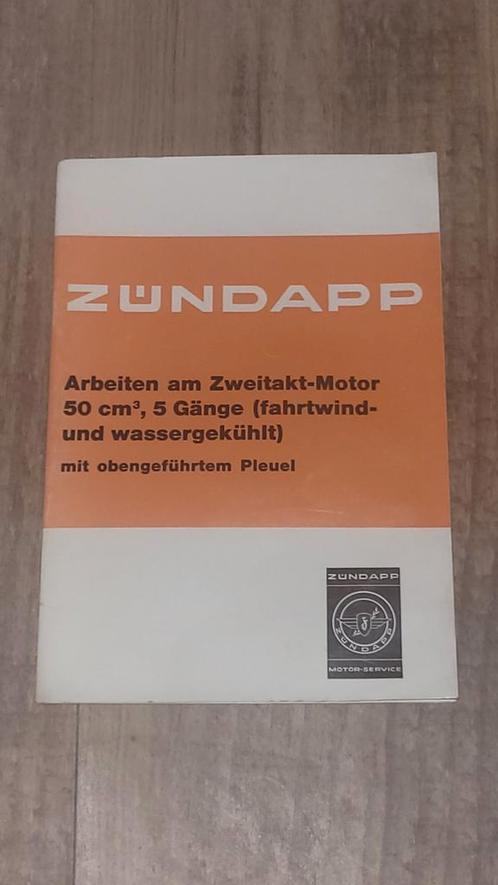 ZÜNDAPP
Arbeiten am Zweitakt-Motor
50 cm³, 5 Gänge (fahrtwind-
und wassergekühlt)
mit obengeführtem Pleuel
ZÜNDAPP
ZÜNDAPP
MOTOR-SERVICE